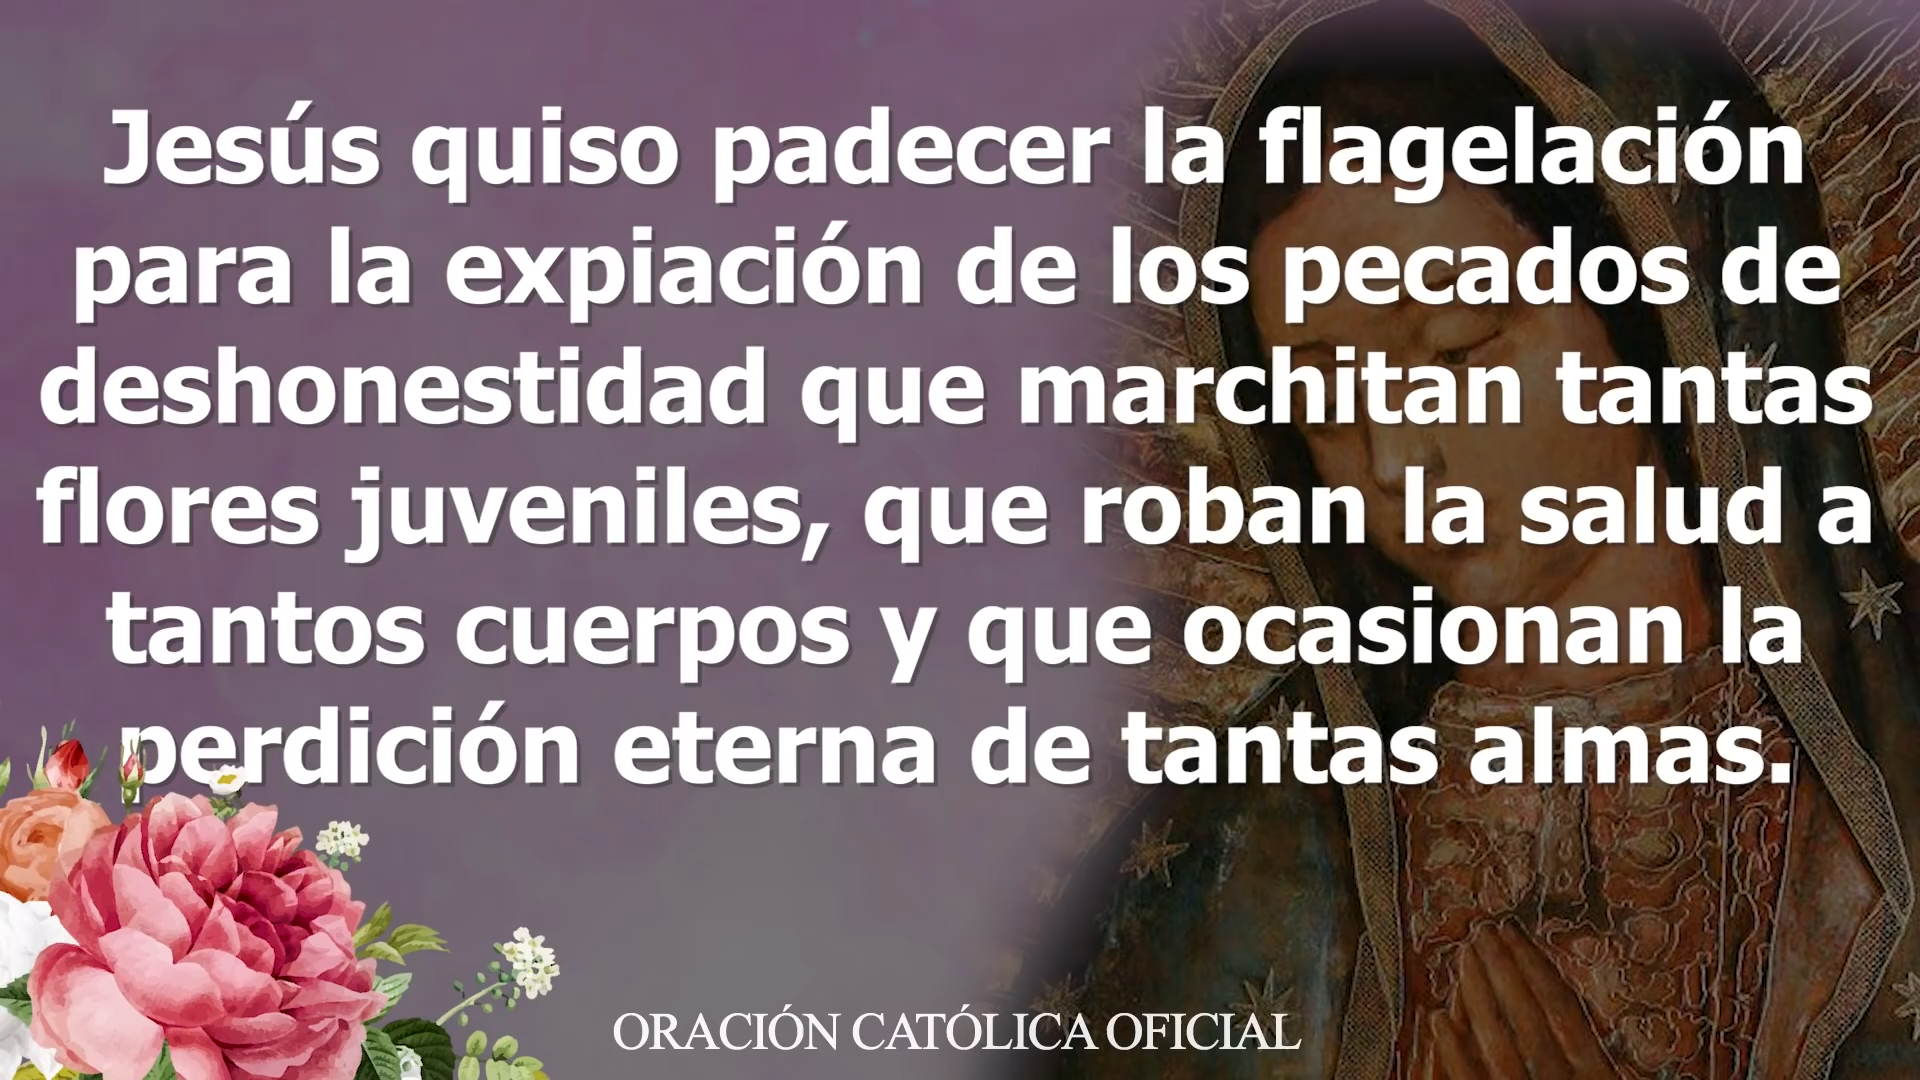 Jesús quiso padecer la flagelación
para la expiación de los pecados de
deshonestidad que marchitan tantas
flores juveniles, que roban la salud a
tantos cuerpos y que ocasionan la
perdición eterna de tantas almas.
ORACIÓN CATÓLICA OFICIAL